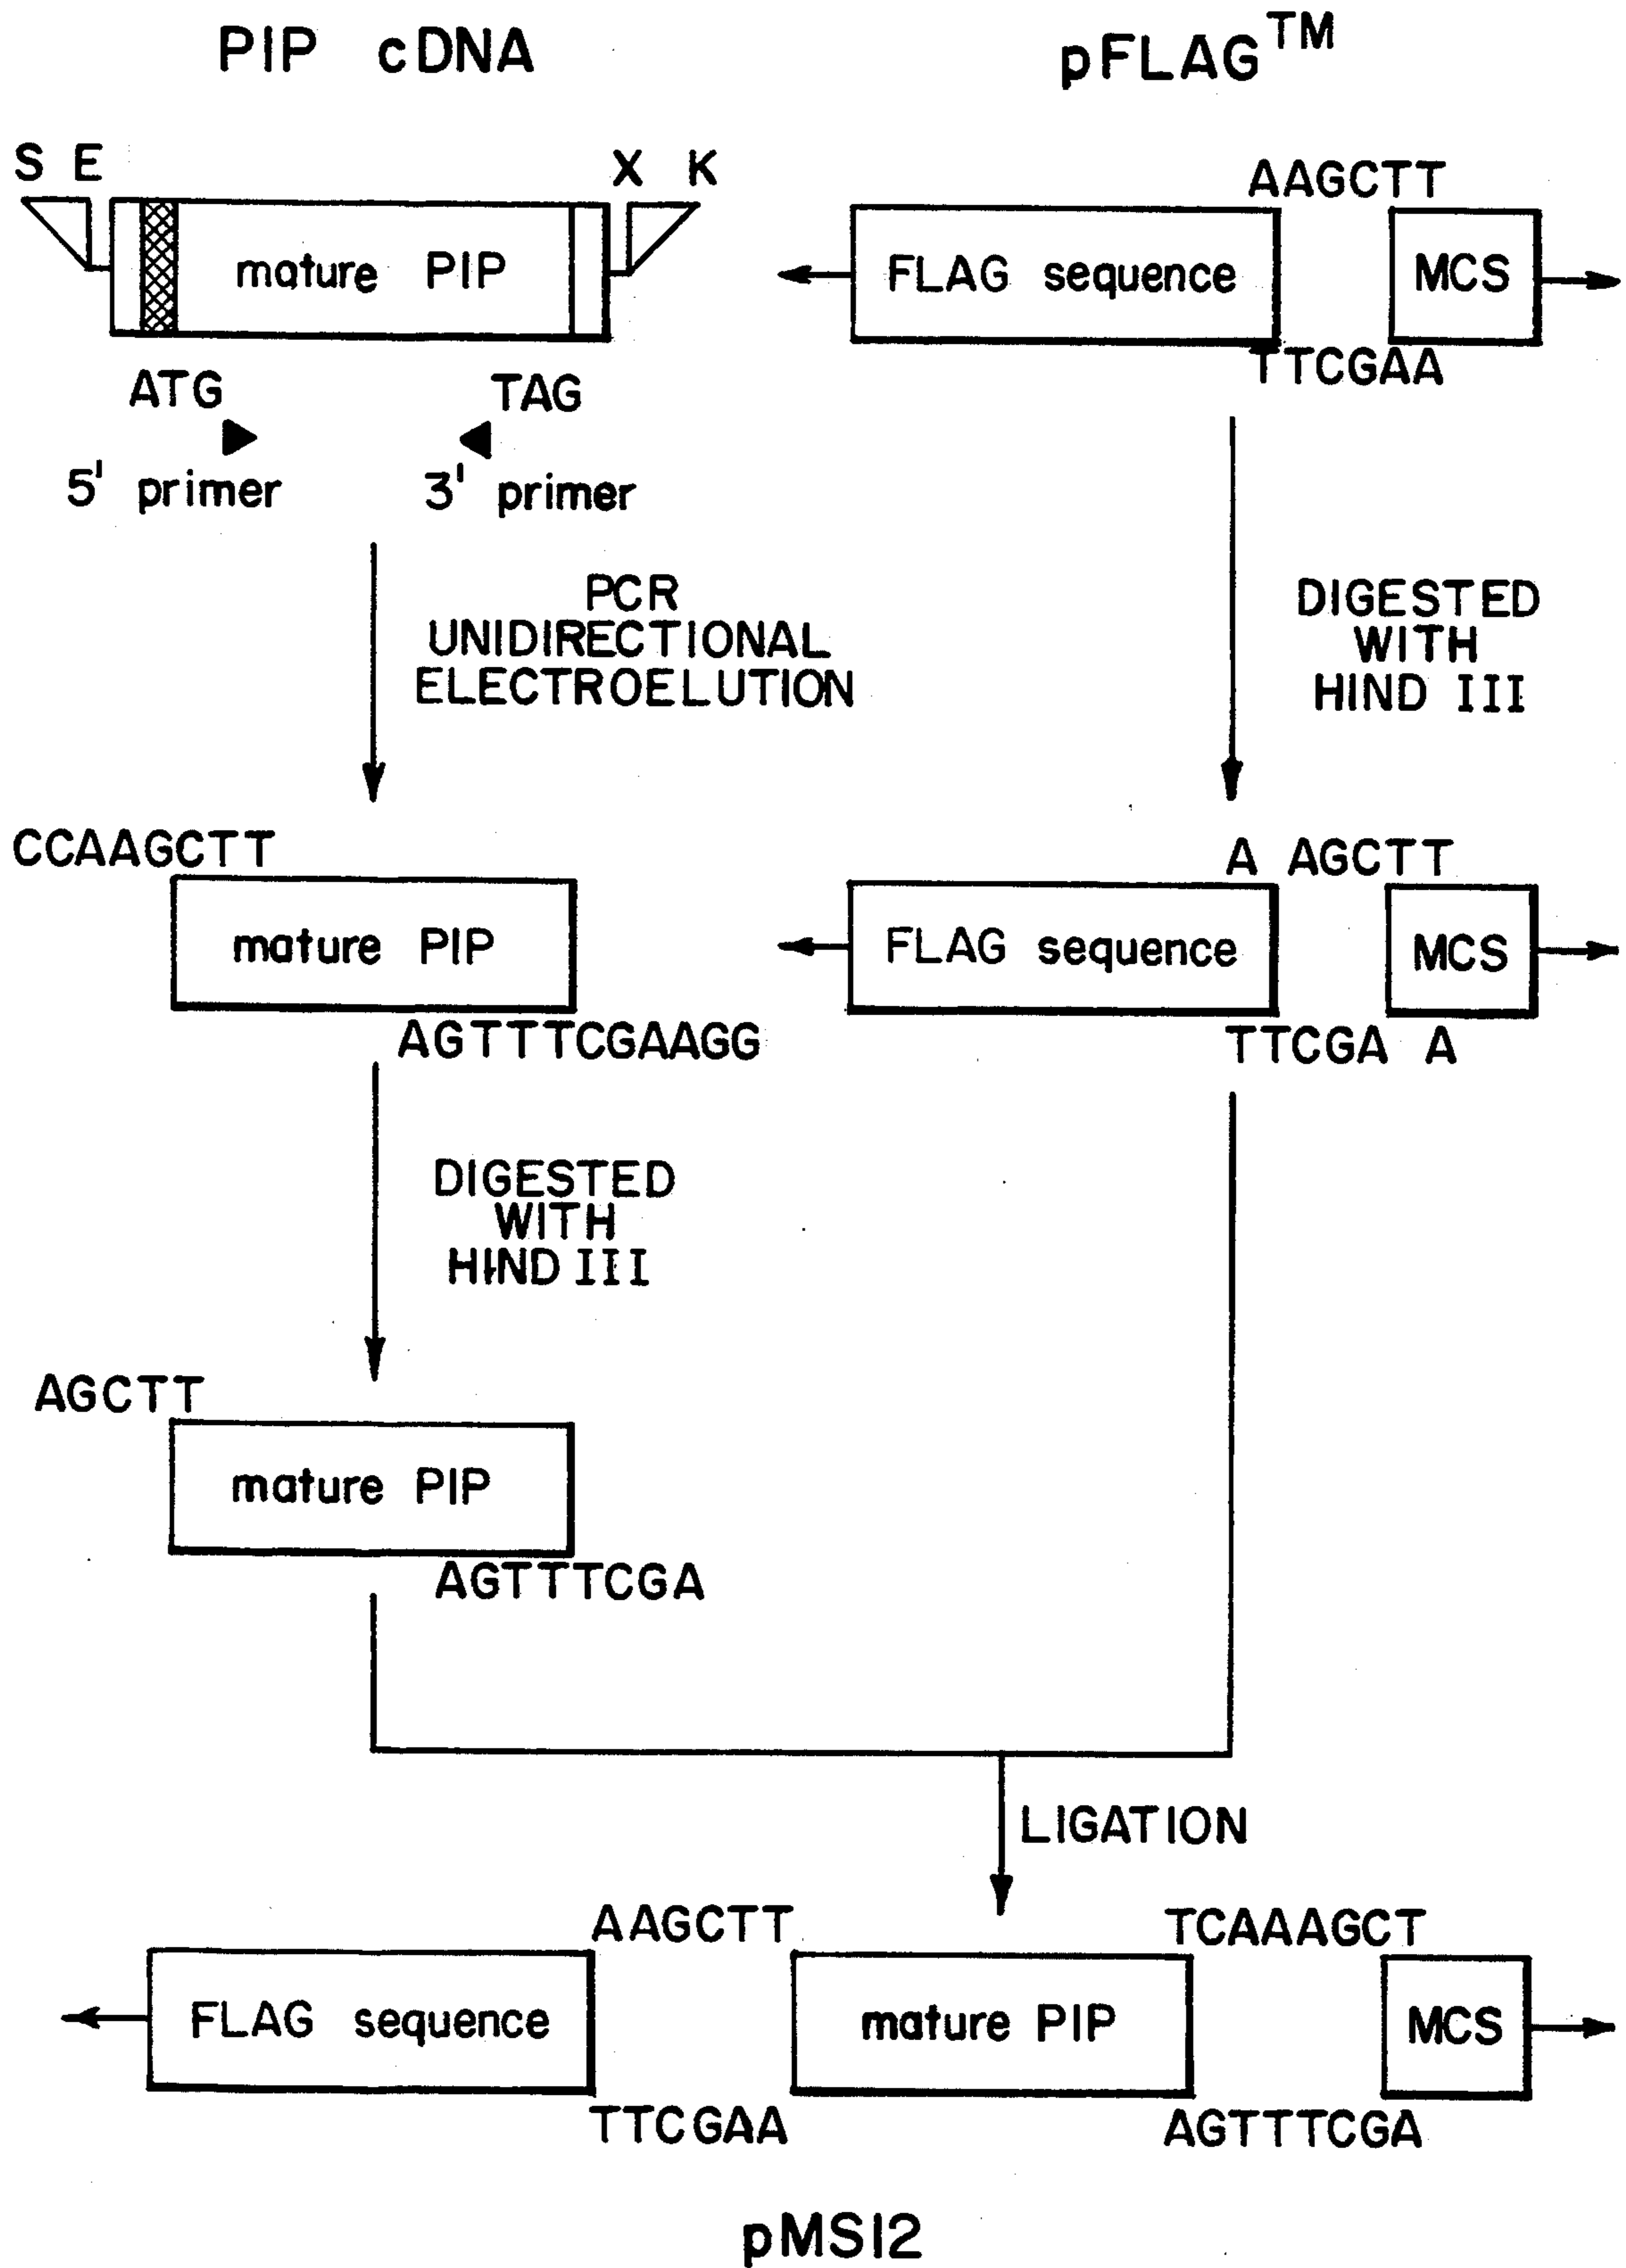 PIP cDNA
pFLAG™
S E
X K
mature PIP
ATG
TAG
5' primer
3' primer
AAGCTT
FLAG sequence
MCS
TTCGAA
PCR
UNIDIRECTIONAL
ELECTROELUTION
DIGESTED
WITH
HIND III
CCAAGCTT
mature PIP
AGTTTCGAAGG
A AGCTT
FLAG sequence
MCS
TTCGA A
DIGESTED
WITH
HIND III
AGCTT
mature PIP
AGTTTCGA
LIGATION
AAGCTT
TCAAAGCT
FLAG sequence
mature PIP
MCS
TTCGAA
AGTTTCGA
pMS12